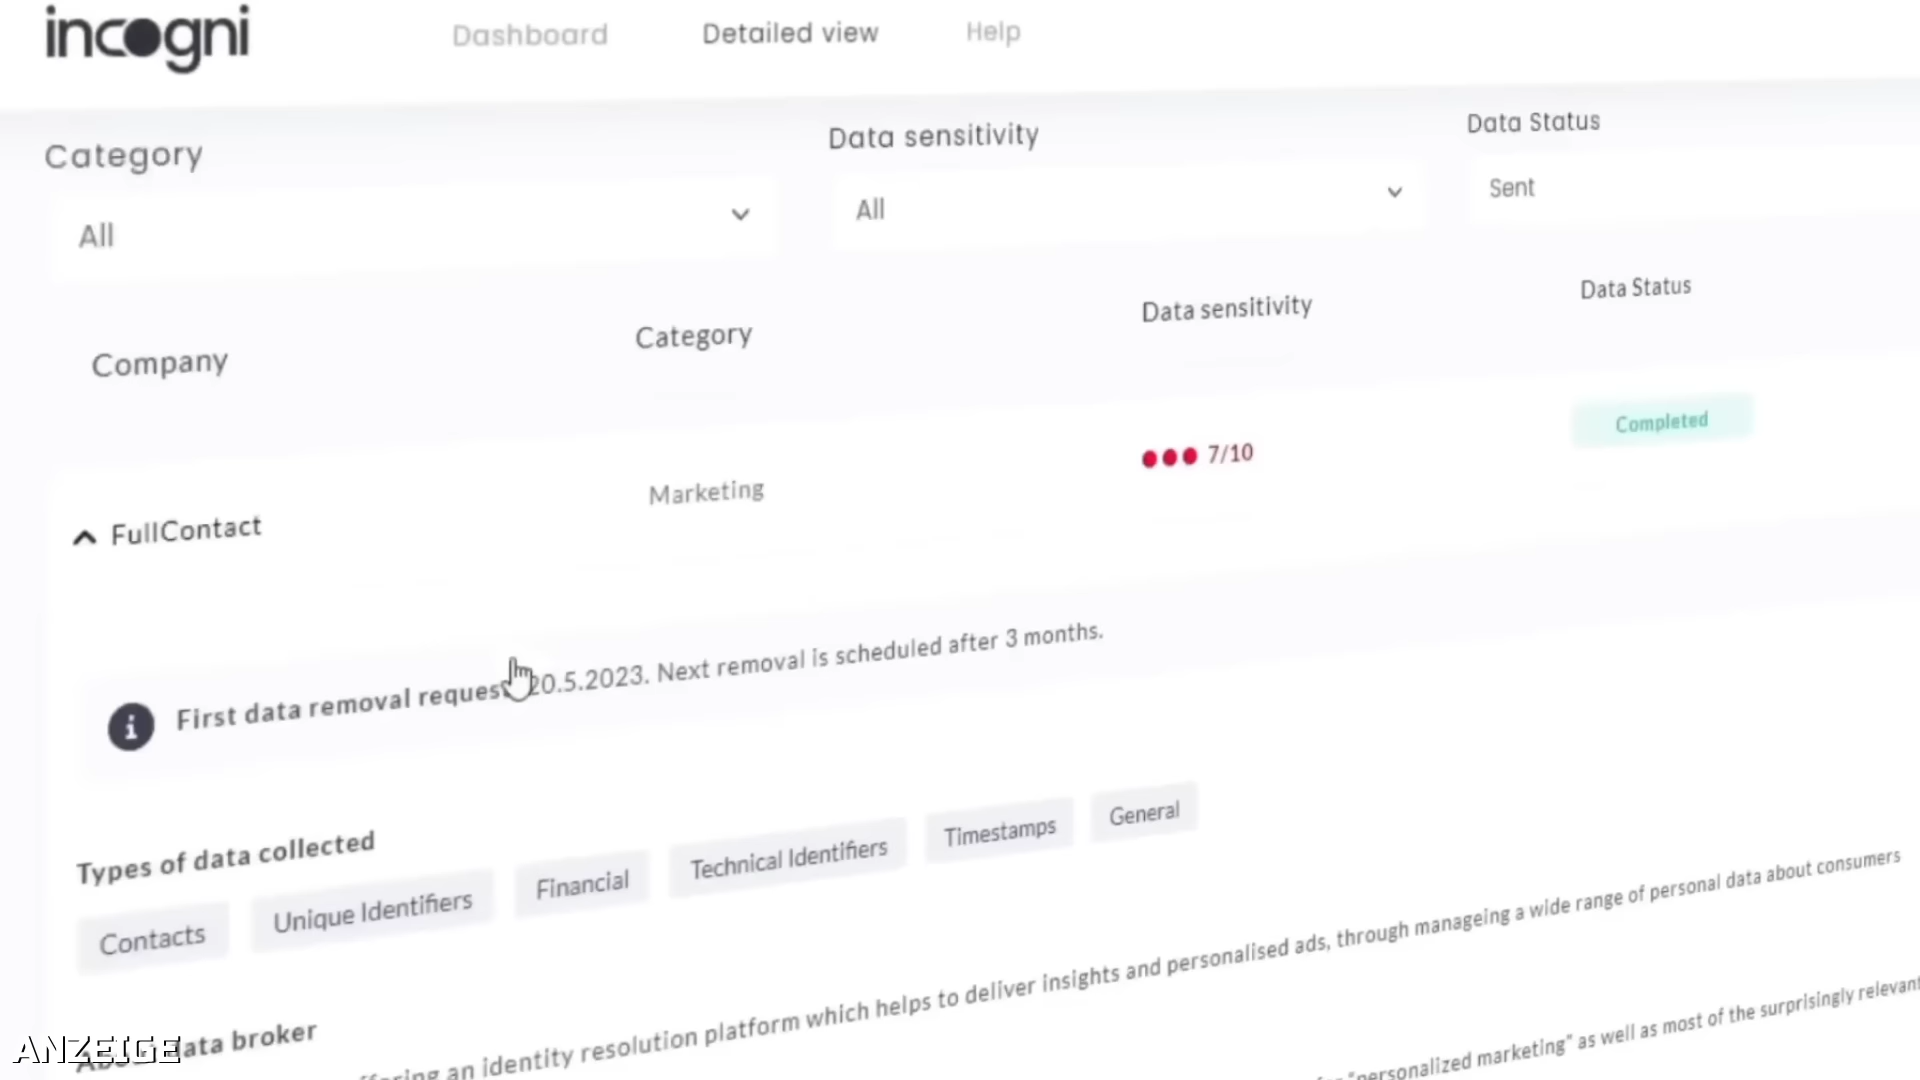 incogni
Dashboard Detailed view Help
Category Data sensitivity Data Status
All All Sent
Company Category Data sensitivity Data Status
FullContact Marketing 7/10 Completed
First data removal 20.5.2023. Next removal is scheduled after 3 months.
Types of data collected
Contacts Unique Identifiers Financial Technical Identifiers Timestamps General
data broker
an identity resolution platform which helps to deliver insights and personalised ads, through manageing a wide range of personal data about consumers
"personalized marketing" as well as most of the surprisingly relevant
ANZEIGE